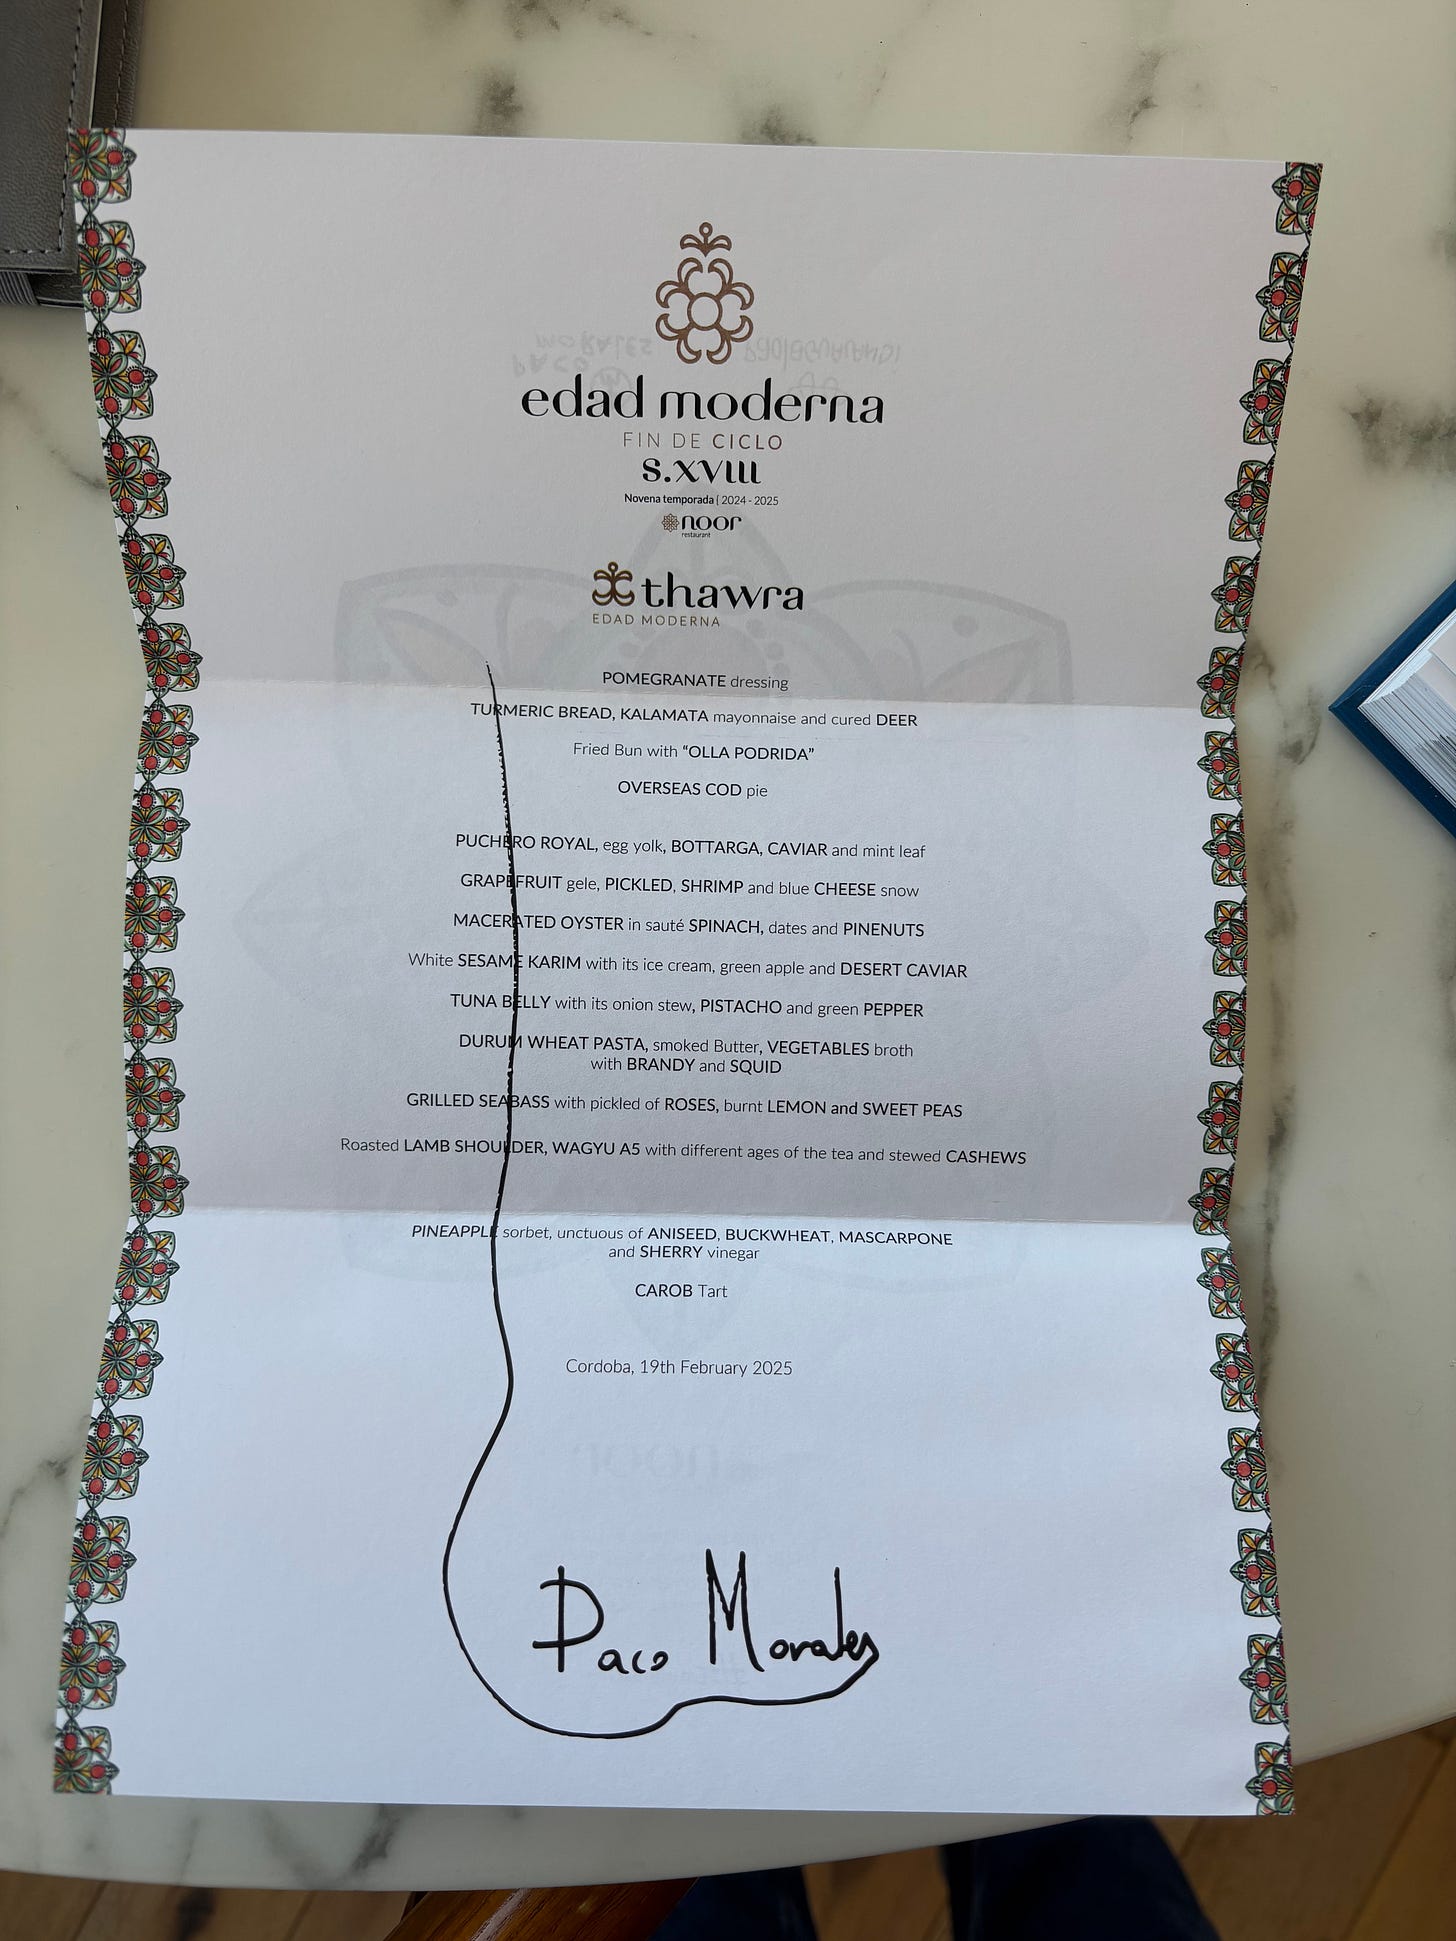 edad moderna
FIN DE CICLO
S.XVIII
Novena temporada | 2024 - 2025
noor
restaurant
thawra
EDAD MODERNA
POMEGRANATE dressing
TURMERIC BREAD, KALAMATA mayonnaise and cured DEER
Fried Bun with “OLLA PODRIDA”
OVERSEAS COD pie
PUCHERO ROYAL, egg yolk, BOTTARGA, CAVIAR and mint leaf
GRAPEFRUIT gele, PICKLED, SHRIMP and blue CHEESE snow
MACERATED OYSTER in sauté SPINACH, dates and PINENUTS
White SESAME KARIM with its ice cream, green apple and DESERT CAVIAR
TUNA BELLY with its onion stew, PISTACHO and green PEPPER
DURUM WHEAT PASTA, smoked Butter, VEGETABLES broth
with BRANDY and SQUID
GRILLED SEABASS with pickled of ROSES, burnt LEMON and SWEET PEAS
Roasted LAMB SHOULDER, WAGYU A5 with different ages of the tea and stewed CASHEWS
PINEAPPLE sorbet, unctuous of ANISEED, BUCKWHEAT, MASCARPONE
and SHERRY vinegar
CAROB Tart
Cordoba, 19th February 2025
Paco Morales